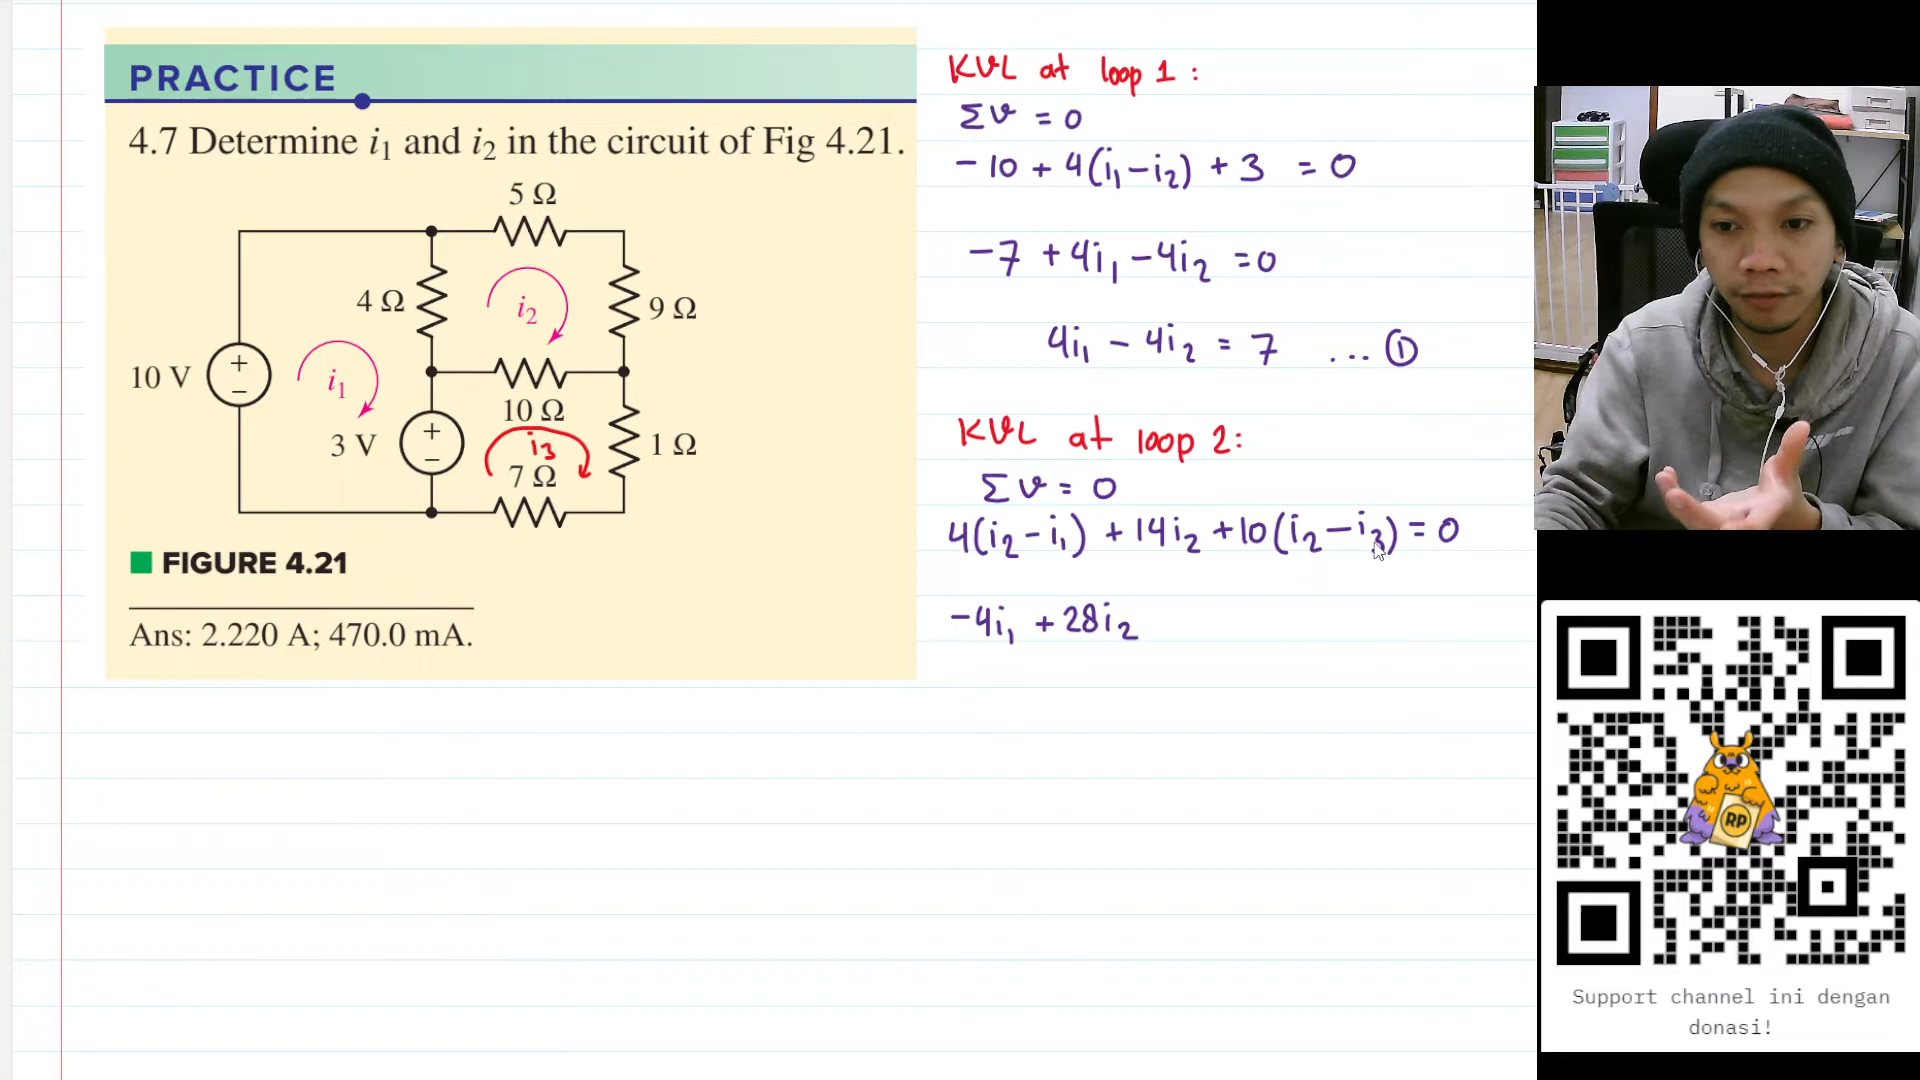 PRACTICE
4.7 Determine i₁ and i₂ in the circuit of Fig 4.21.
5 Ω
4 Ω
i₂
9 Ω
10 V
+
−
i₁
10 Ω
3 V
+
−
i₃
7 Ω
1 Ω
FIGURE 4.21
Ans: 2.220 A; 470.0 mA.
KVL at loop 1 :
Σv = 0
−10 + 4(i₁−i₂) + 3 = 0
−7 + 4i₁ −4i₂ = 0
4i₁ − 4i₂ = 7 ... ①
KVL at loop 2:
Σv = 0
4(i₂−i₁) + 14i₂ +10(i₂−i₃) = 0
−4i₁ + 28i₂
RP
Support channel ini dengan
donasi!